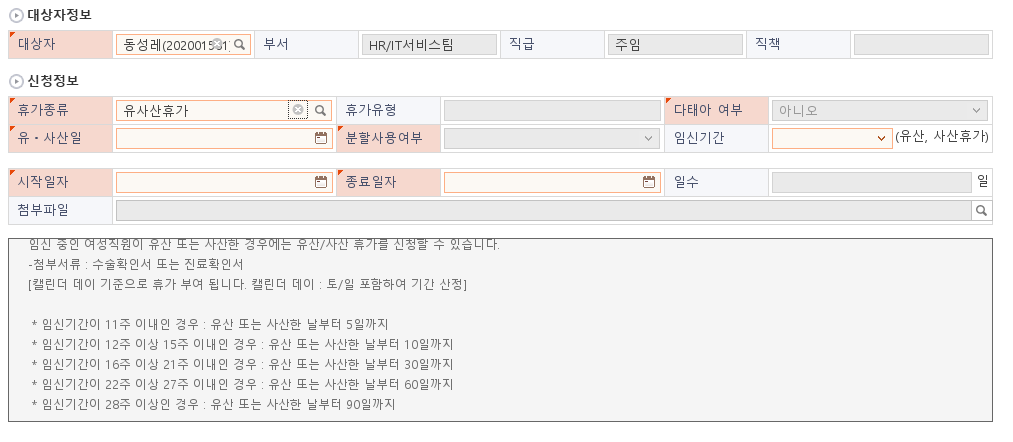 대상자정보
대상자 동성레(20200 부서 HR/IT서비스팀 직급 주임 직책
신청정보
휴가종류 유사산휴가 휴가유형 다태아 여부 아니오
유·사산일 분할사용여부 임신기간 (유산, 사산휴가)
시작일자 종료일자 일수 일
첨부파일
임신 중인 여성직원이 유산 또는 사산한 경우에는 유산/사산 휴가를 신청할 수 있습니다.
-첨부서류 : 수술확인서 또는 진료확인서
[캘린더 데이 기준으로 휴가 부여 됩니다. 캘린더 데이 : 토/일 포함하여 기간 산정]
* 임신기간이 11주 이내인 경우 : 유산 또는 사산한 날부터 5일까지
* 임신기간이 12주 이상 15주 이내인 경우 : 유산 또는 사산한 날부터 10일까지
* 임신기간이 16주 이상 21주 이내인 경우 : 유산 또는 사산한 날부터 30일까지
* 임신기간이 22주 이상 27주 이내인 경우 : 유산 또는 사산한 날부터 60일까지
* 임신기간이 28주 이상인 경우 : 유산 또는 사산한 날부터 90일까지